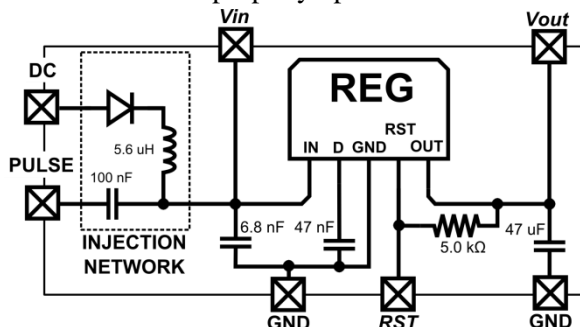 Vin
Vout
DC
REG
RST
IN D GND OUT
5.6 uH
PULSE
100 nF
6.8 nF
47 nF
5.0 kΩ
47 uF
INJECTION
NETWORK
GND
RST
GND